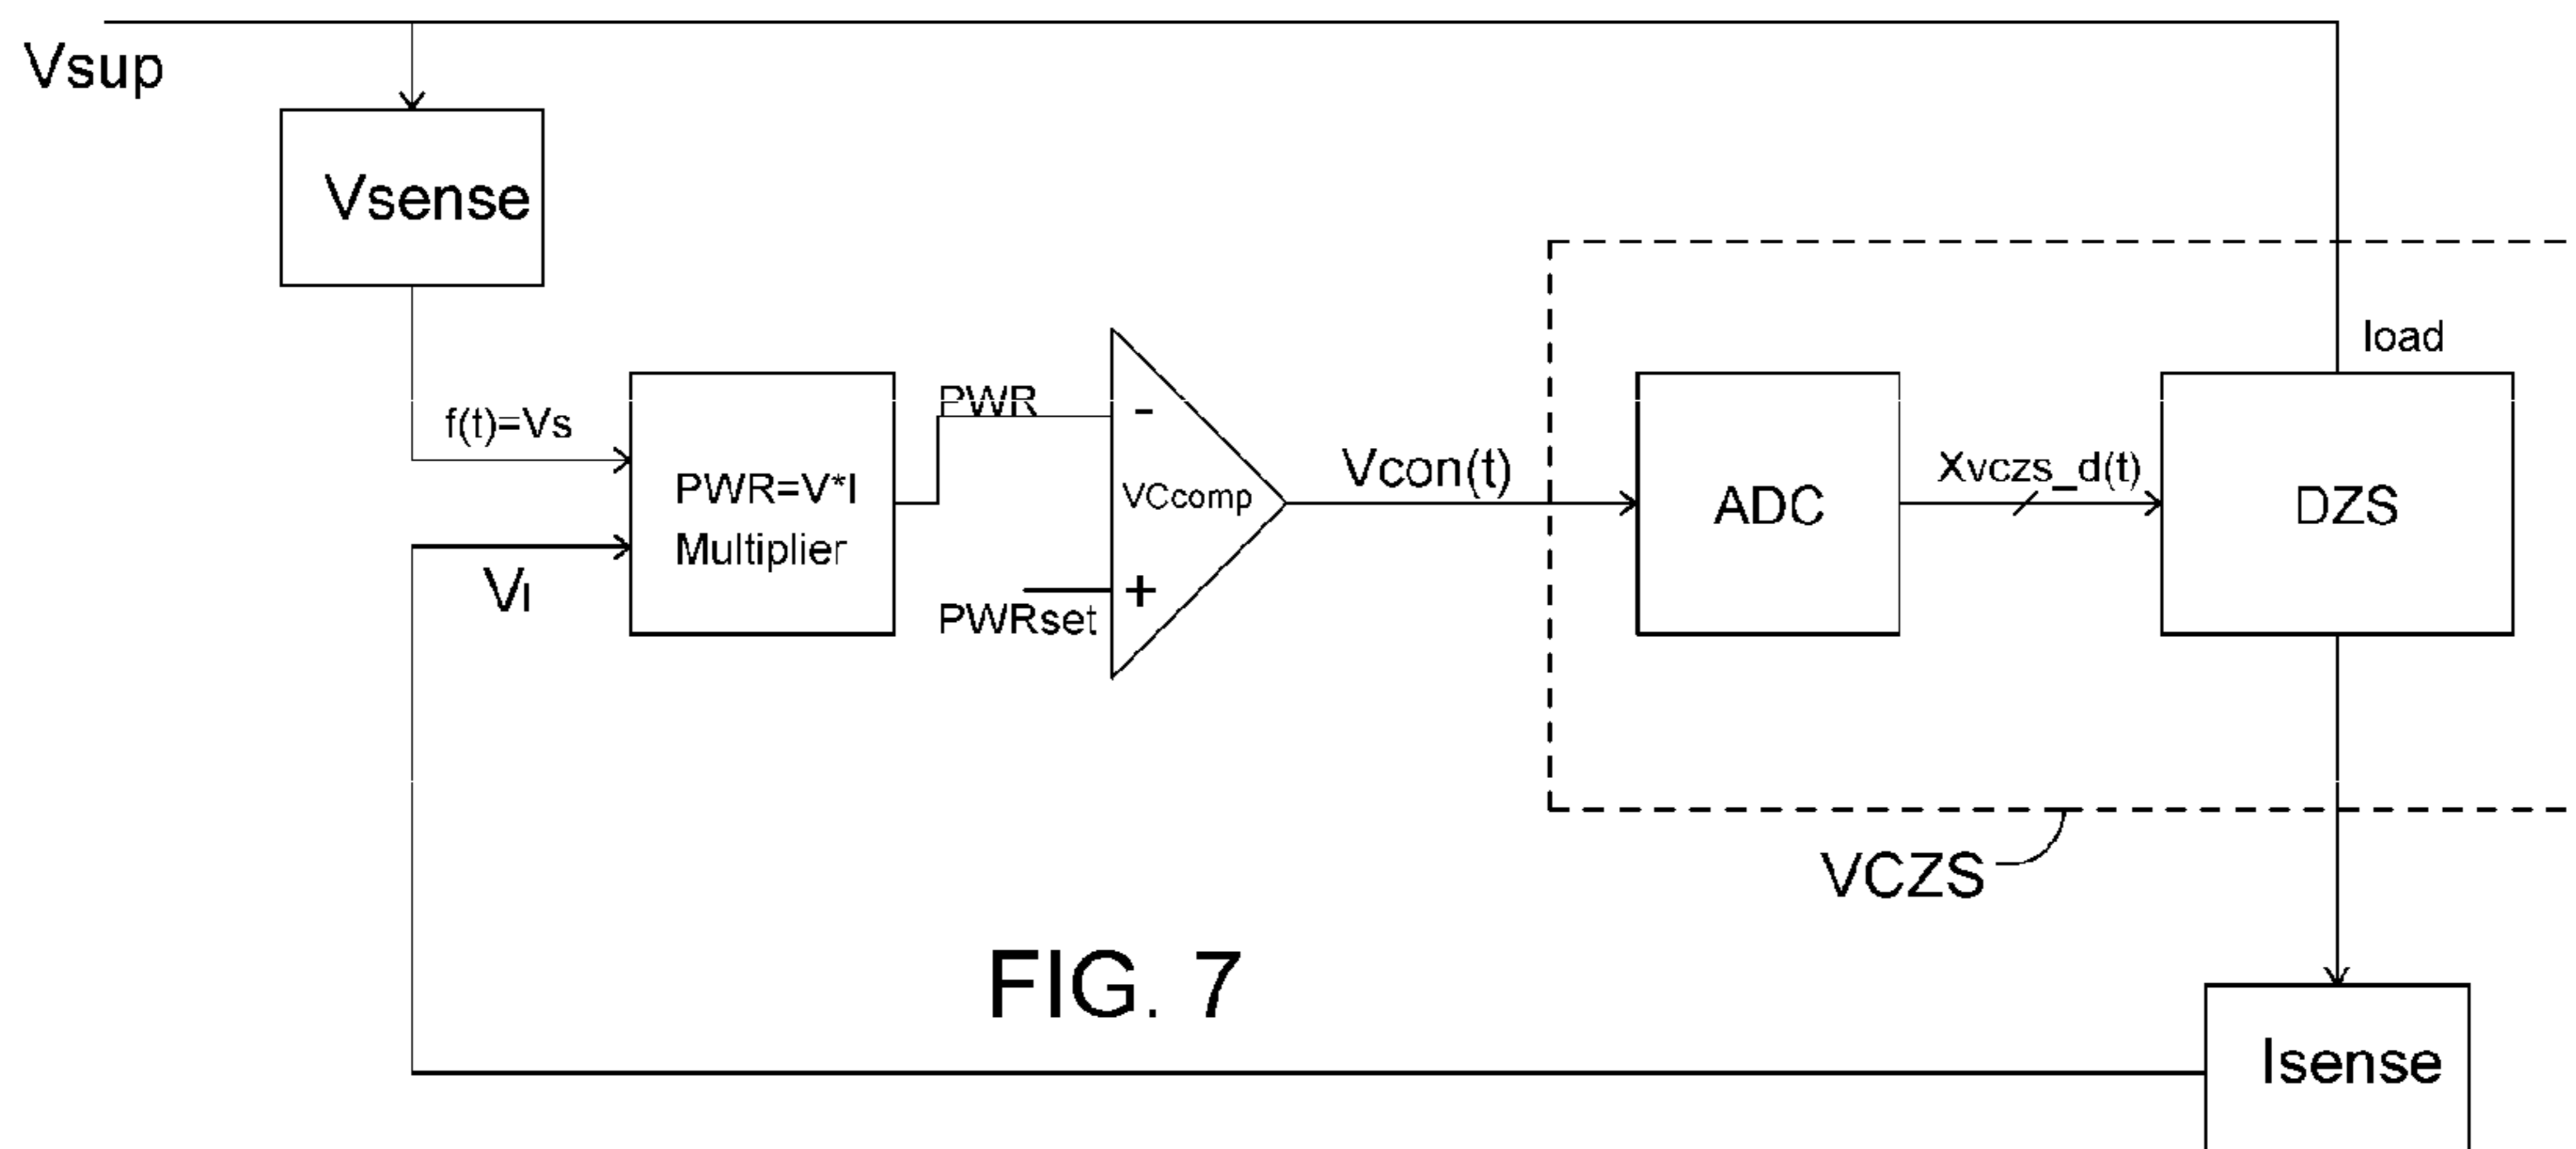 Vsup
Vsense
load
f(t)=Vs
PWR
-
Vcon(t)
Xvczs_d(t)
PWR=V*I
Multiplier
VCcomp
ADC
DZS
VI
+
PWRset
VCZS
FIG. 7
Isense